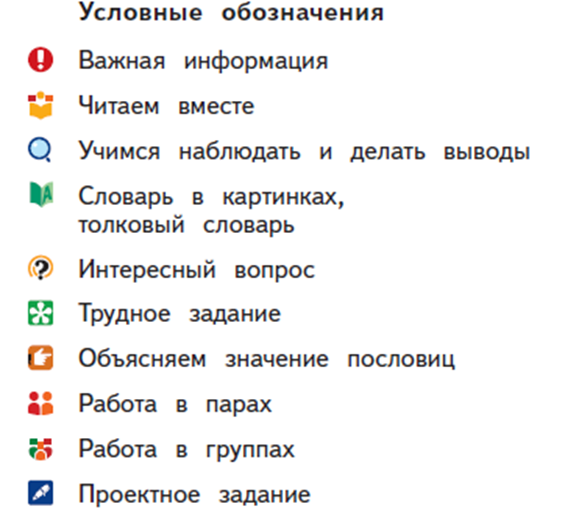 Условные обозначения
Важная информация
Читаем вместе
Учимся наблюдать и делать выводы
Словарь в картинках,
толковый словарь
Интересный вопрос
Трудное задание
Объясняем значение пословиц
Работа в парах
Работа в группах
Проектное задание